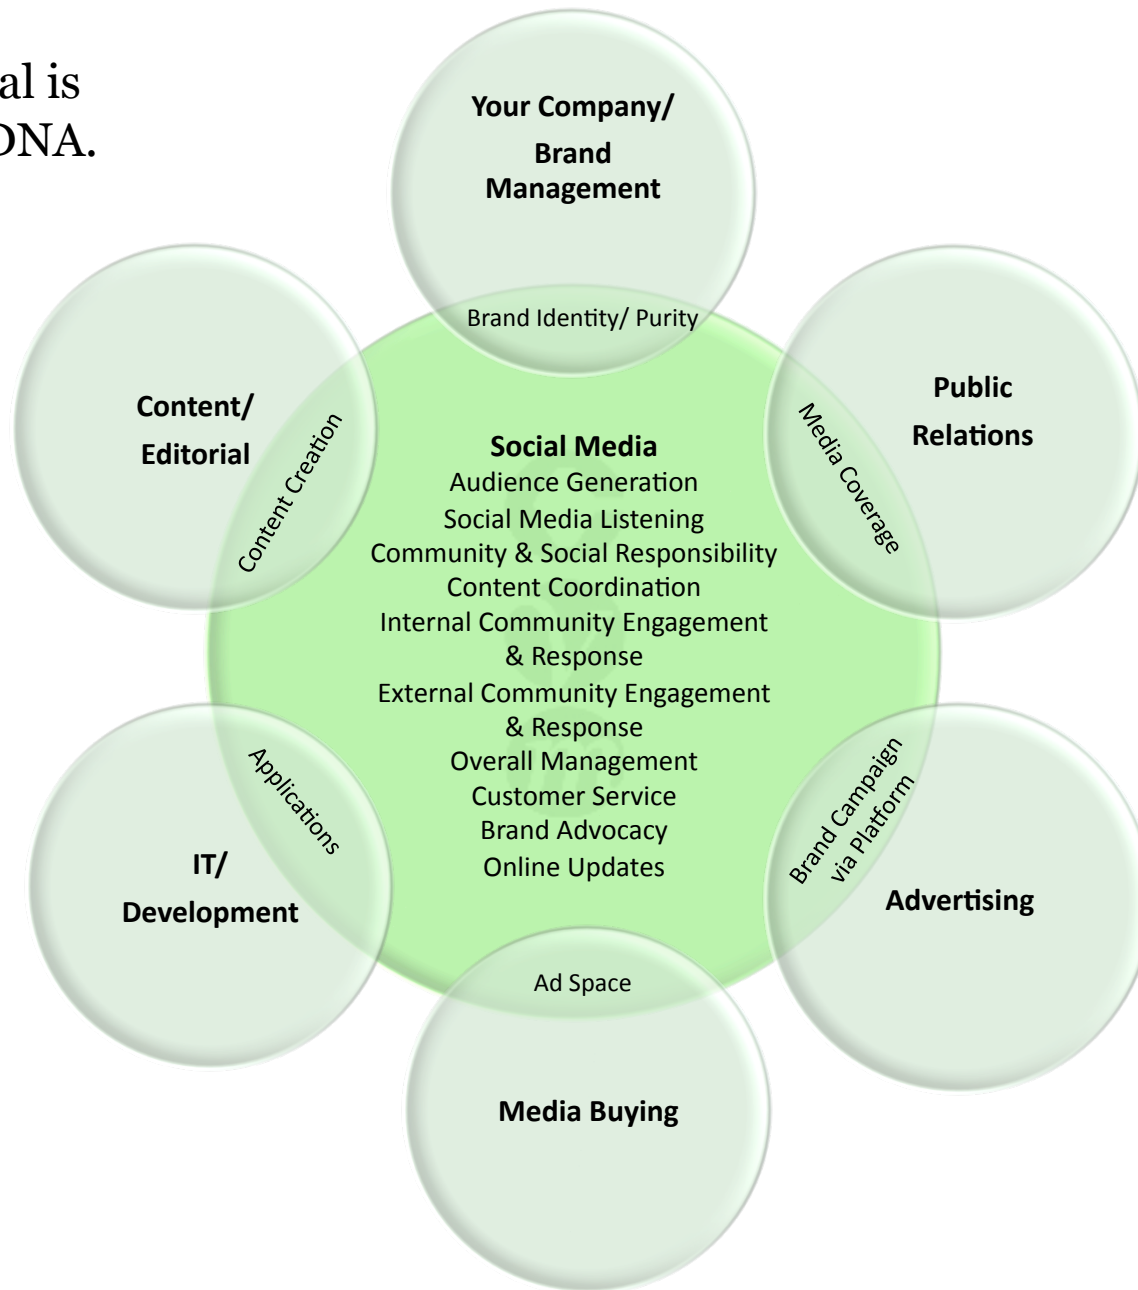 al is
DNA.
Your Company/
Brand
Management
Brand Identity/ Purity
Content/
Editorial
Content Creation
Public
Relations
Media Coverage
Social Media
Audience Generation
Social Media Listening
Community & Social Responsibility
Content Coordination
Internal Community Engagement
& Response
External Community Engagement
& Response
Overall Management
Customer Service
Brand Advocacy
Online Updates
Applications
IT/
Development
Brand Campaign
via Platform
Advertising
Ad Space
Media Buying